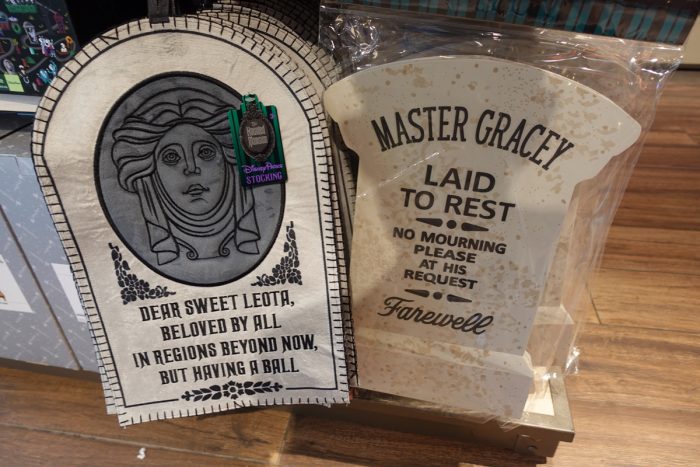 DEAR SWEET LEOTA,
BELOVED BY ALL
IN REGIONS BEYOND NOW,
BUT HAVING A BALL
Disney Parks
STOCKING
MASTER GRACEY
LAID
TO REST
NO MOURNING
PLEASE
AT HIS
REQUEST
Farewell